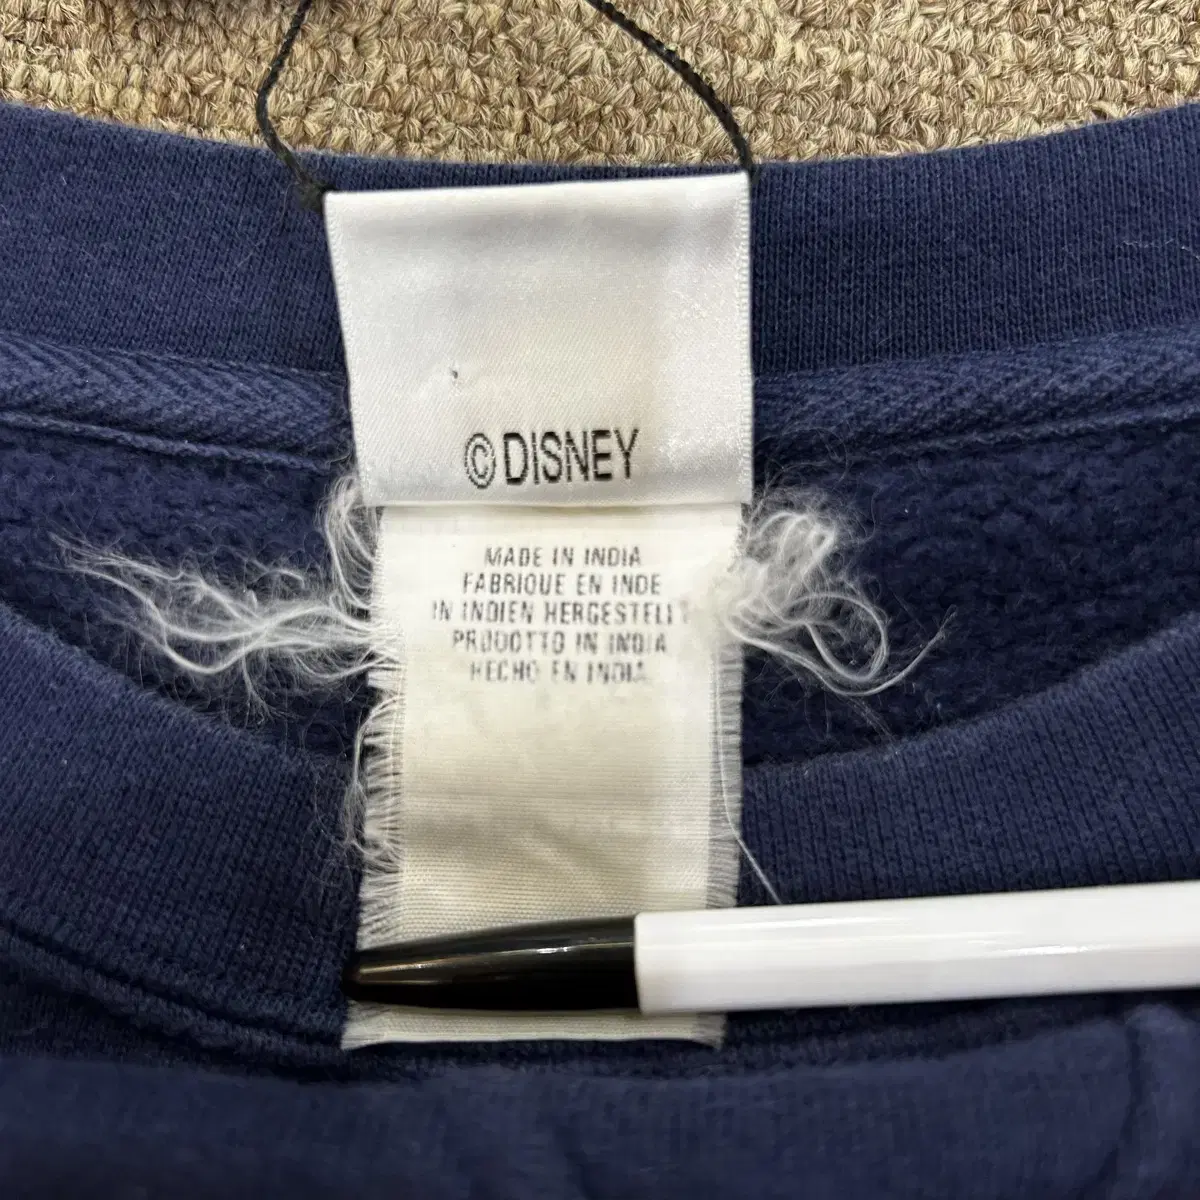 © DISNEY
MADE IN INDIA
FABRIQUE EN INDE
IN INDIEN HERGESTELLT
PRODOTTO IN INDIA
HECHO EN INDIA